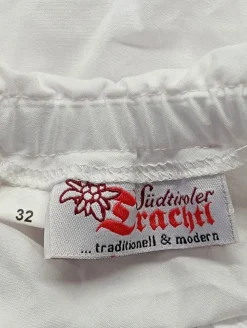 Südtiroler
Trachtl
... traditionell & modern
32